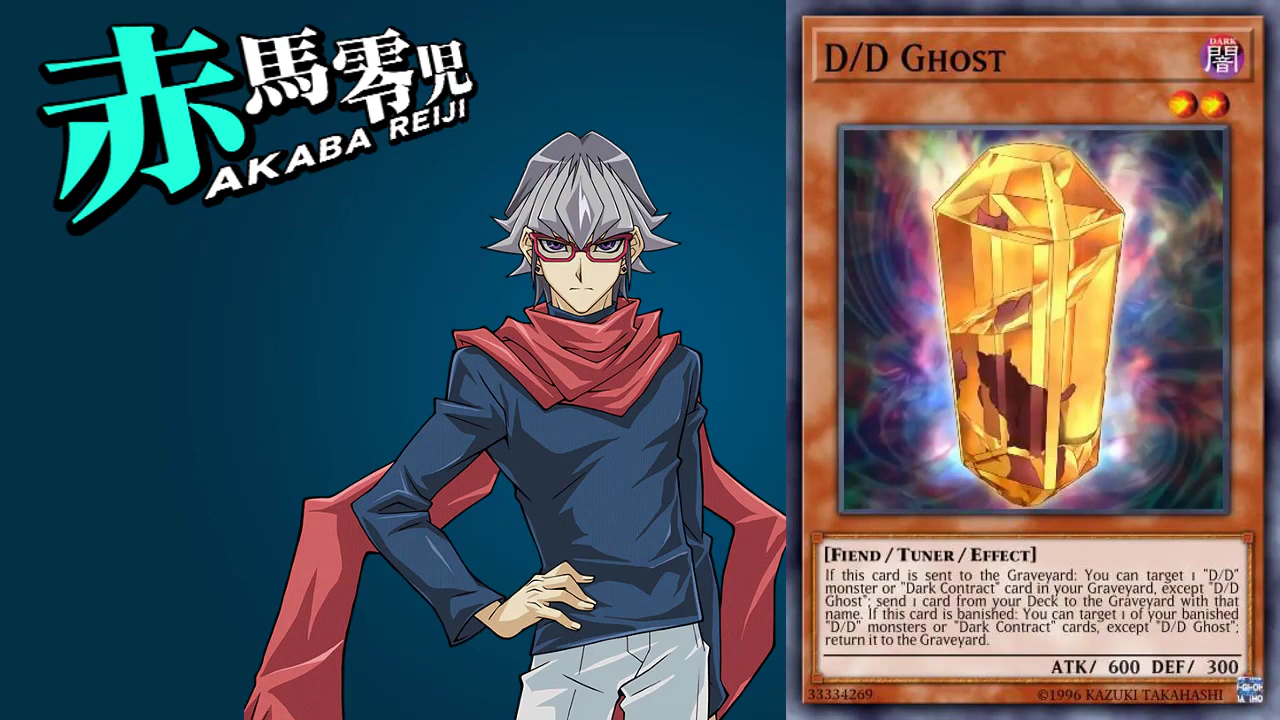 赤馬零児
AKABA REIJI
D/D GHOST
DARK
闇
[FIEND / TUNER / EFFECT]
If this card is sent to the Graveyard: You can target 1 "D/D"
monster or "Dark Contract" card in your Graveyard, except "D/D
Ghost"; send 1 card from your Deck to the Graveyard with that
name. If this card is banished: You can target 1 of your banished
"D/D" monsters or "Dark Contract" cards, except "D/D Ghost";
return it to the Graveyard.
ATK/ 600 DEF/ 300
33334269
©1996 KAZUKI TAKAHASHI